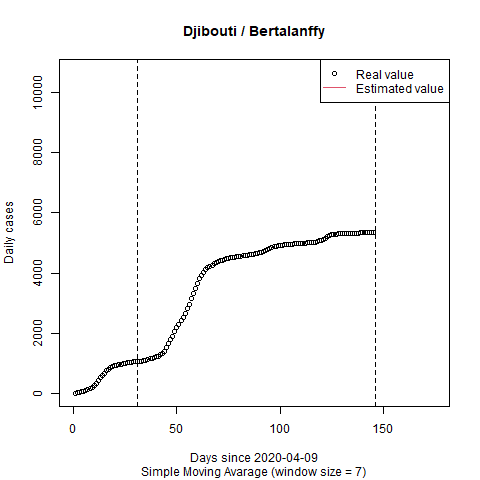 Djibouti / Bertalanffy
Real value
Estimated value
10000
8000
6000
4000
2000
0
Daily cases
0 50 100 150
Days since 2020-04-09
Simple Moving Avarage (window size = 7)